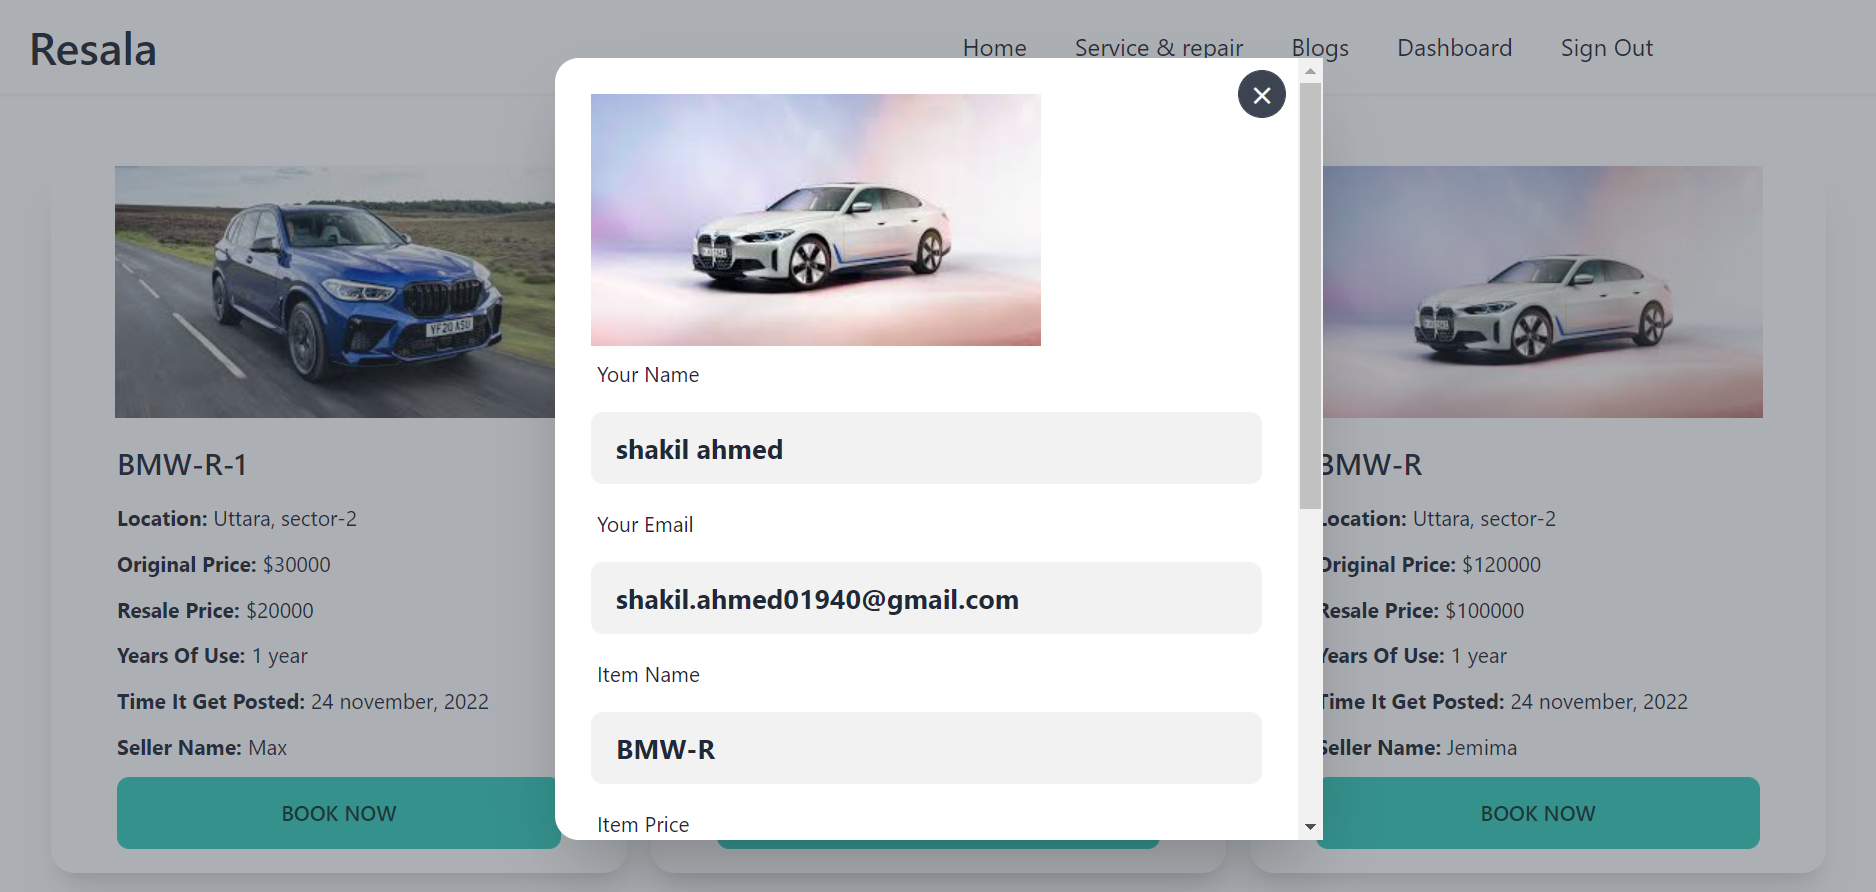 Resala
Home
Service & repair
Blogs
Dashboard
Sign Out
YF20 ASU
BMW-R-1
Location: Uttara, sector-2
Original Price: $30000
Resale Price: $20000
Years Of Use: 1 year
Time It Get Posted: 24 november, 2022
Seller Name: Max
BOOK NOW
Your Name
shakil ahmed
Your Email
shakil.ahmed01940@gmail.com
Item Name
BMW-R
Item Price
BMW-R
Location: Uttara, sector-2
Original Price: $120000
Resale Price: $100000
Years Of Use: 1 year
Time It Get Posted: 24 november, 2022
Seller Name: Jemima
BOOK NOW